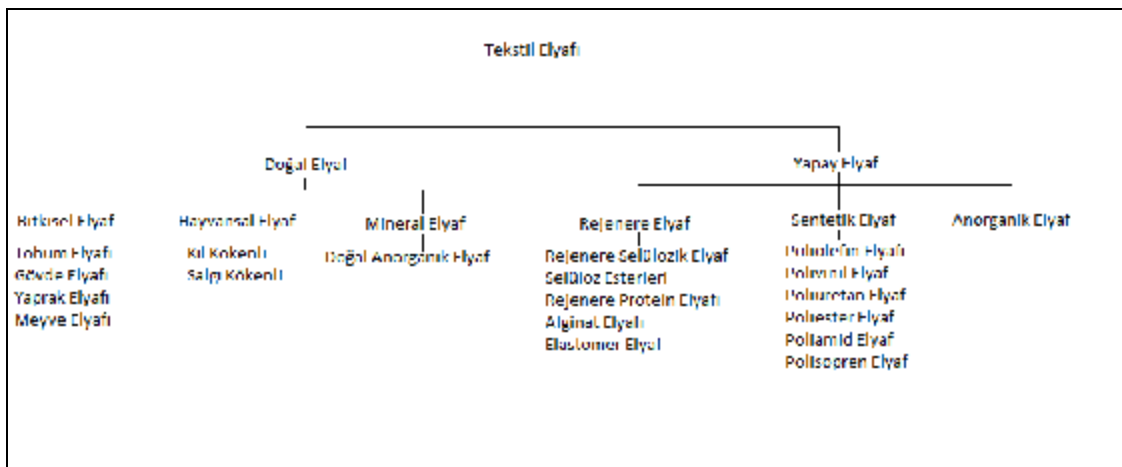 Tekstil Elyafı
Doğal Elyaf
Yapay Elyaf
Bitkisel Elyaf
Hayvansal Elyaf
Mineral Elyaf
Rejenere Elyaf
Sentetik Elyaf
Anorganik Elyaf
Tohum Elyafı
Gövde Elyafı
Yaprak Elyafı
Meyve Elyafı
Kıl Kökenli
Salgı Kökenli
Doğal Anorganik Elyaf
Rejenere Selülozik Elyaf
Selüloz Esterleri
Rejenere Protein Elyafı
Alginat Elyafı
Elastomer Elyaf
Poliolefin Elyafı
Polivinil Elyaf
Poliüretan Elyaf
Poliester Elyaf
Poliamid Elyaf
Poliisopren Elyaf